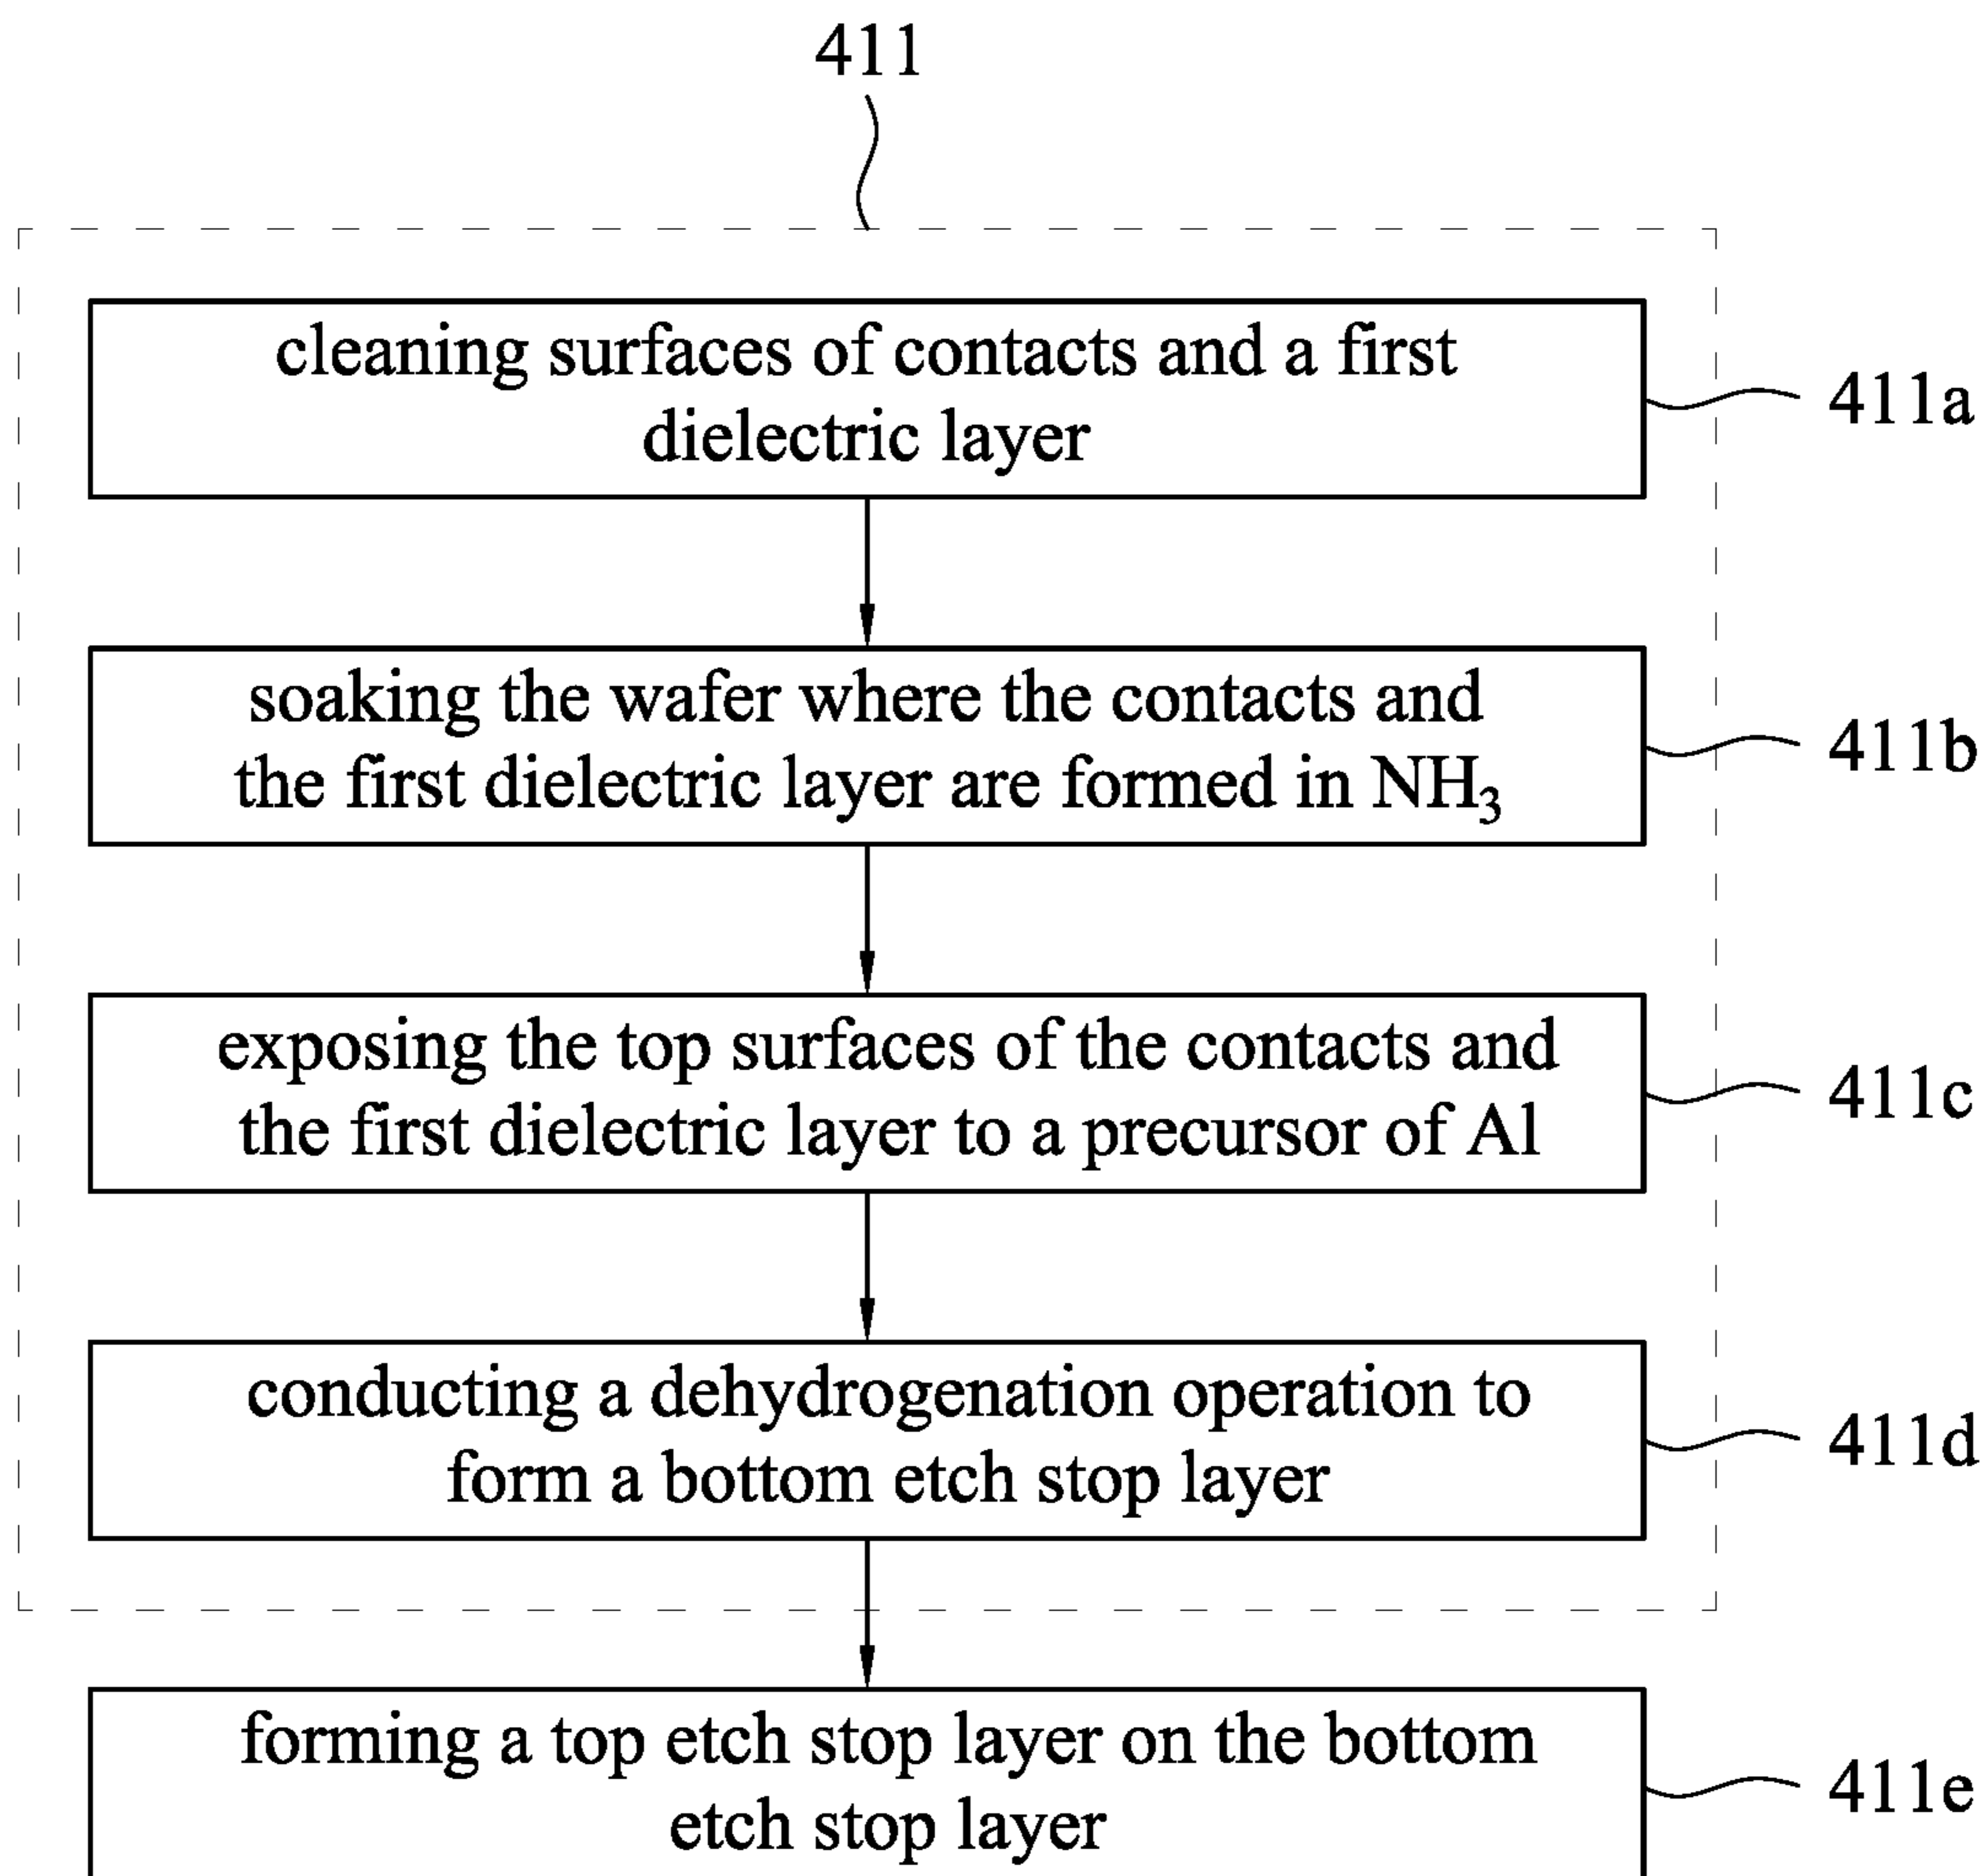 411
cleaning surfaces of contacts and a first
dielectric layer
411a
soaking the wafer where the contacts and
the first dielectric layer are formed in NH₃
411b
exposing the top surfaces of the contacts and
the first dielectric layer to a precursor of Al
411c
conducting a dehydrogenation operation to
form a bottom etch stop layer
411d
forming a top etch stop layer on the bottom
etch stop layer
411e